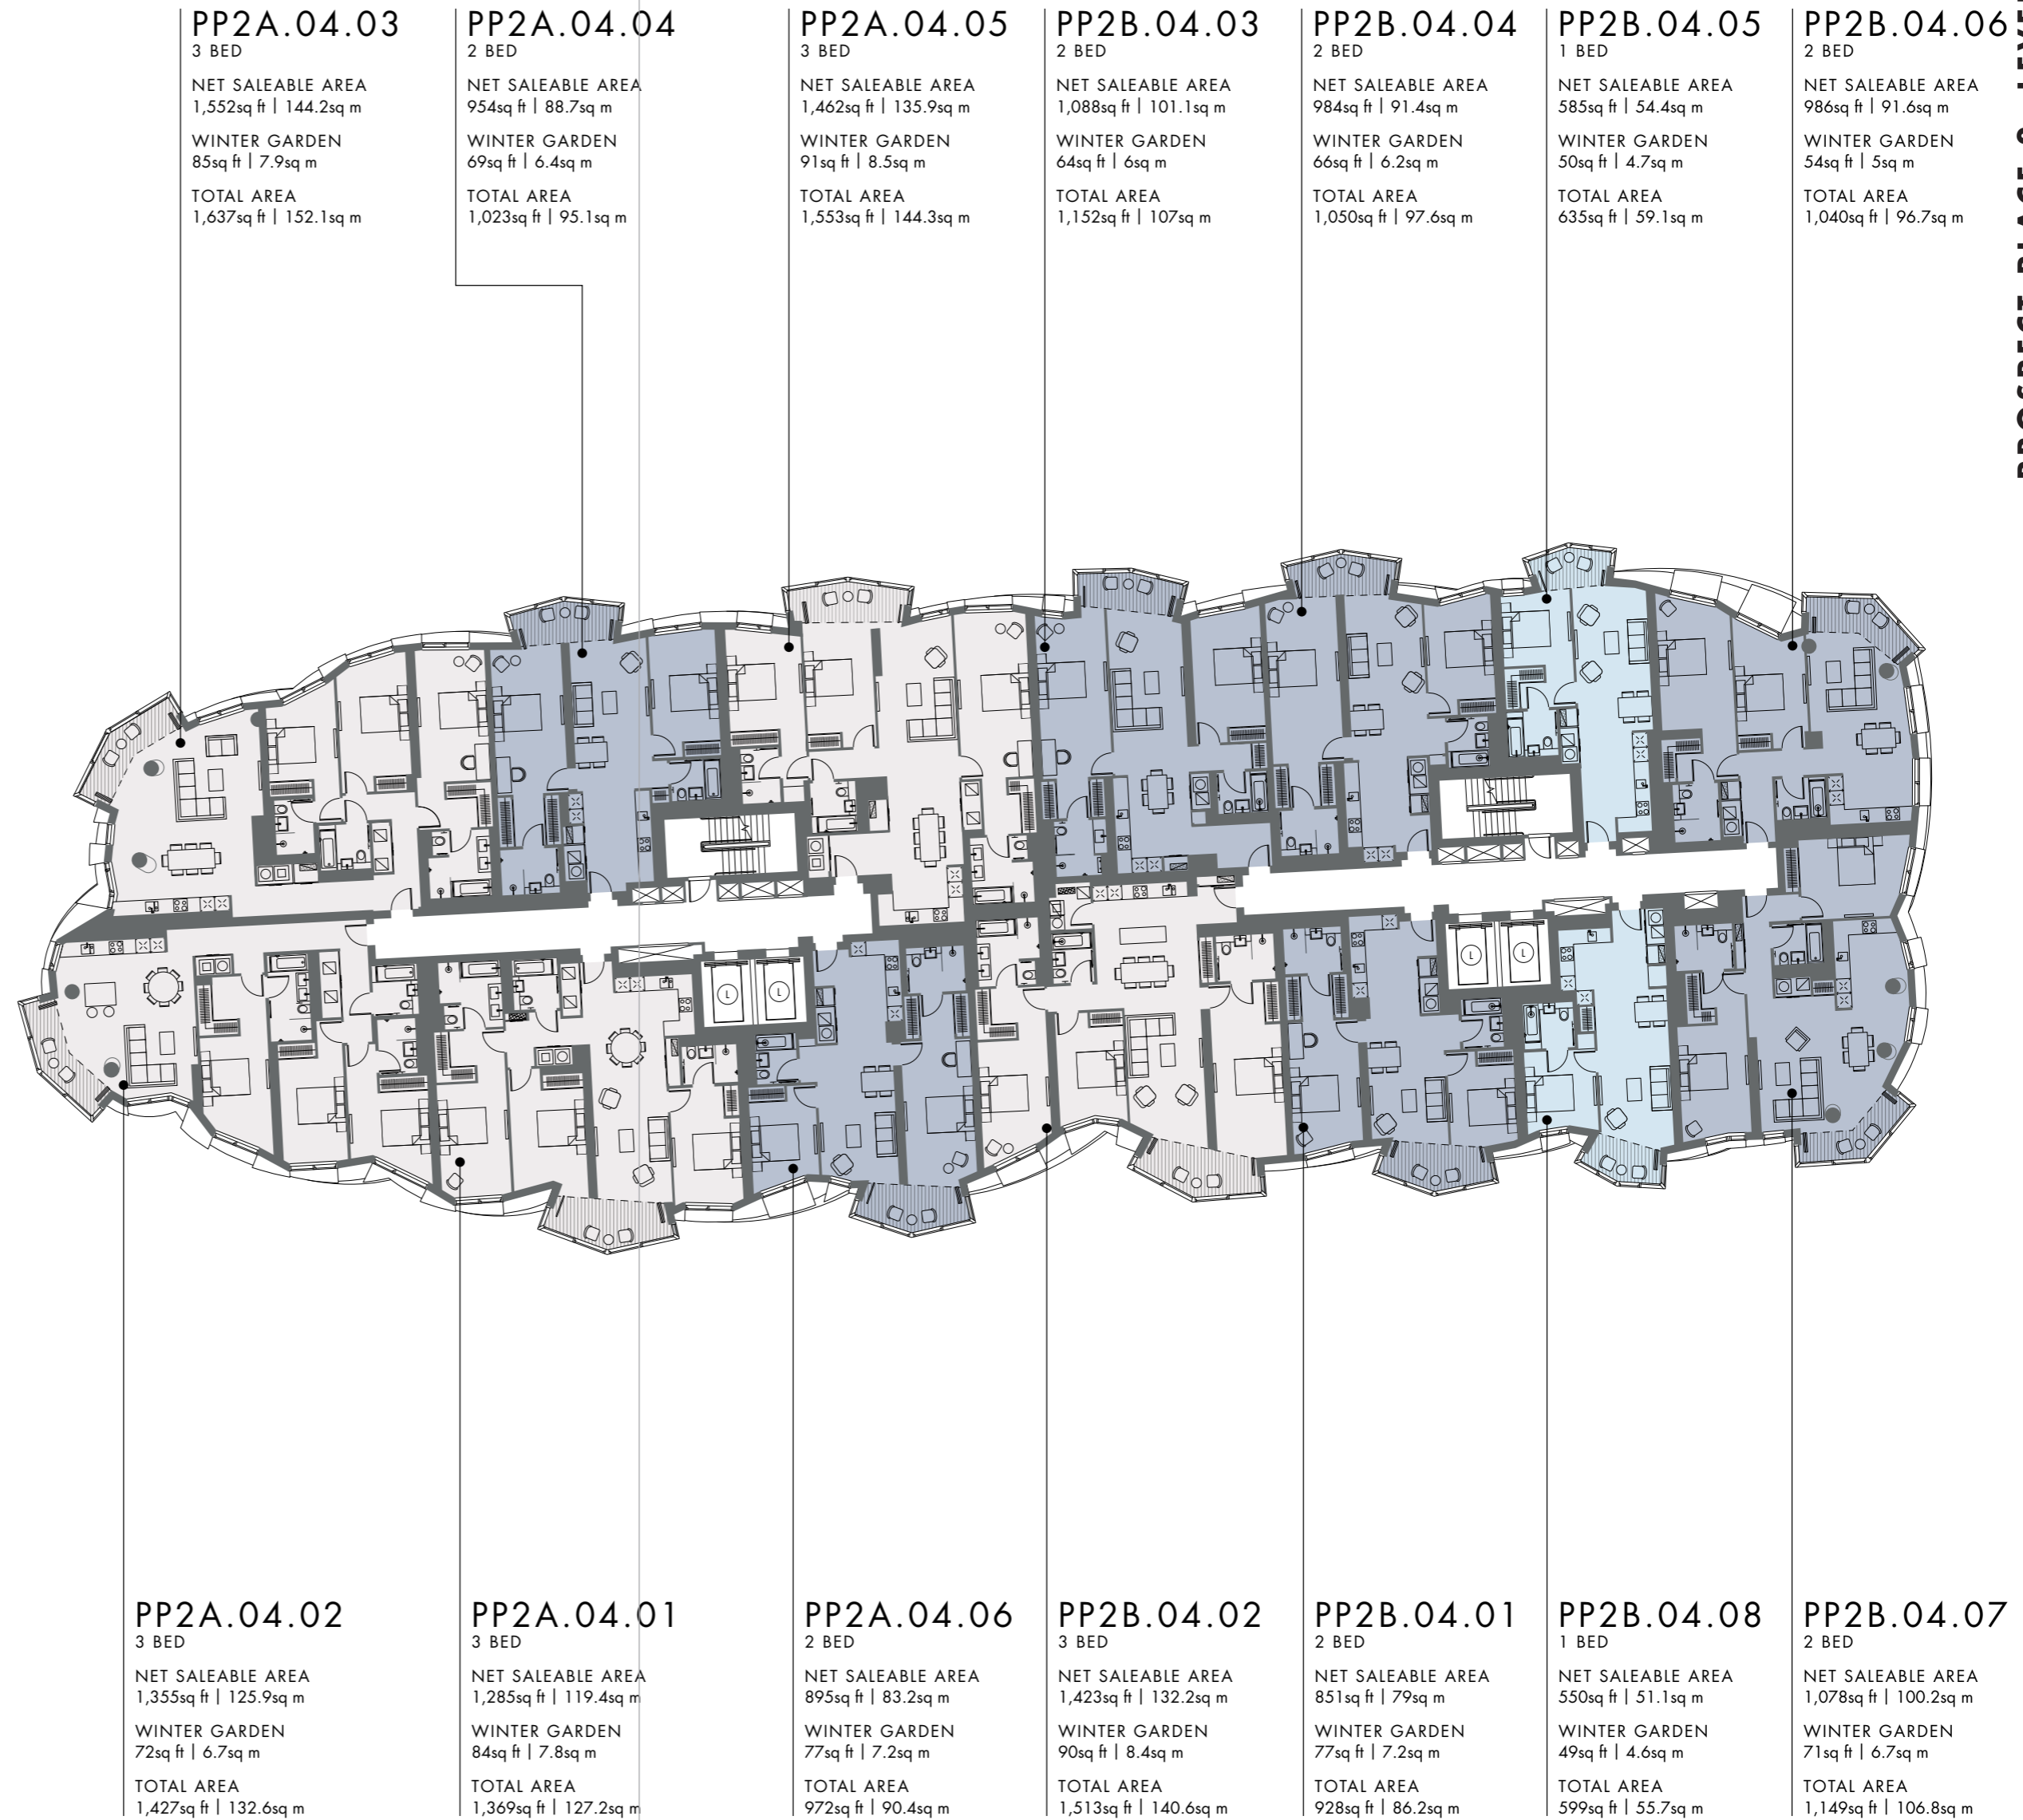 PP2A.04.03
3 BED
NET SALEABLE AREA
1,552sq ft | 144.2sq m
WINTER GARDEN
85sq ft | 7.9sq m
TOTAL AREA
1,637sq ft | 152.1sq m
PP2A.04.04
2 BED
NET SALEABLE AREA
954sq ft | 88.7sq m
WINTER GARDEN
69sq ft | 6.4sq m
TOTAL AREA
1,023sq ft | 95.1sq m
PP2A.04.05
3 BED
NET SALEABLE AREA
1,462sq ft | 135.9sq m
WINTER GARDEN
91sq ft | 8.5sq m
TOTAL AREA
1,553sq ft | 144.3sq m
PP2B.04.03
2 BED
NET SALEABLE AREA
1,088sq ft | 101.1sq m
WINTER GARDEN
64sq ft | 6sq m
TOTAL AREA
1,152sq ft | 107sq m
PP2B.04.04
2 BED
NET SALEABLE AREA
984sq ft | 91.4sq m
WINTER GARDEN
66sq ft | 6.2sq m
TOTAL AREA
1,050sq ft | 97.6sq m
PP2B.04.05
1 BED
NET SALEABLE AREA
585sq ft | 54.4sq m
WINTER GARDEN
50sq ft | 4.7sq m
TOTAL AREA
635sq ft | 59.1sq m
PP2B.04.06
2 BED
NET SALEABLE AREA
986sq ft | 91.6sq m
WINTER GARDEN
54sq ft | 5sq m
TOTAL AREA
1,040sq ft | 96.7sq m
L
L
L
L
PP2A.04.02
3 BED
NET SALEABLE AREA
1,355sq ft | 125.9sq m
WINTER GARDEN
72sq ft | 6.7sq m
TOTAL AREA
1,427sq ft | 132.6sq m
PP2A.04.01
3 BED
NET SALEABLE AREA
1,285sq ft | 119.4sq m
WINTER GARDEN
84sq ft | 7.8sq m
TOTAL AREA
1,369sq ft | 127.2sq m
PP2A.04.06
2 BED
NET SALEABLE AREA
895sq ft | 83.2sq m
WINTER GARDEN
77sq ft | 7.2sq m
TOTAL AREA
972sq ft | 90.4sq m
PP2B.04.02
3 BED
NET SALEABLE AREA
1,423sq ft | 132.2sq m
WINTER GARDEN
90sq ft | 8.4sq m
TOTAL AREA
1,513sq ft | 140.6sq m
PP2B.04.01
2 BED
NET SALEABLE AREA
851sq ft | 79sq m
WINTER GARDEN
77sq ft | 7.2sq m
TOTAL AREA
928sq ft | 86.2sq m
PP2B.04.08
1 BED
NET SALEABLE AREA
550sq ft | 51.1sq m
WINTER GARDEN
49sq ft | 4.6sq m
TOTAL AREA
599sq ft | 55.7sq m
PP2B.04.07
2 BED
NET SALEABLE AREA
1,078sq ft | 100.2sq m
WINTER GARDEN
71sq ft | 6.7sq m
TOTAL AREA
1,149sq ft | 106.8sq m